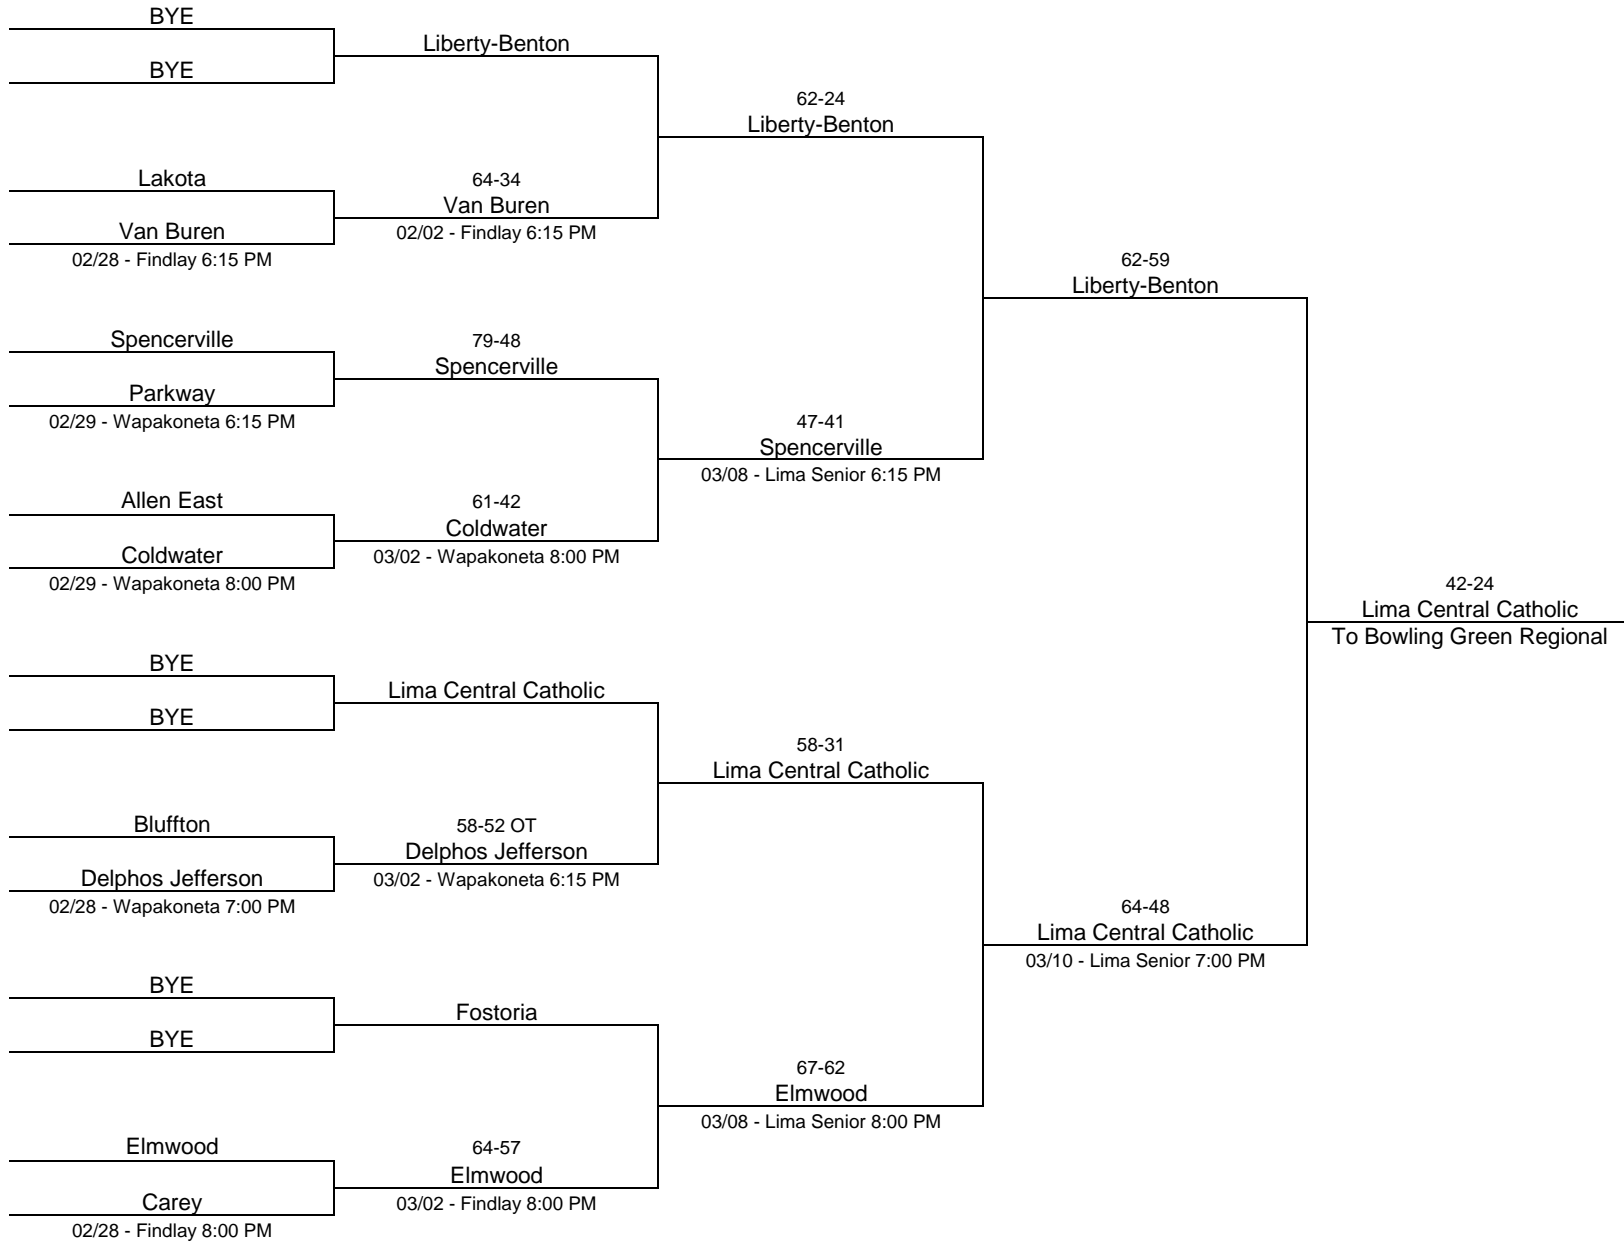 BYE
BYE
Lakota
Van Buren
02/28 - Findlay 6:15 PM
Spencerville
Parkway
02/29 - Wapakoneta 6:15 PM
Allen East
Coldwater
02/29 - Wapakoneta 8:00 PM
BYE
BYE
Bluffton
Delphos Jefferson
02/28 - Wapakoneta 7:00 PM
BYE
BYE
Elmwood
Carey
02/28 - Findlay 8:00 PM
Liberty-Benton
64-34
Van Buren
02/02 - Findlay 6:15 PM
79-48
Spencerville
61-42
Coldwater
03/02 - Wapakoneta 8:00 PM
Lima Central Catholic
58-52 OT
Delphos Jefferson
03/02 - Wapakoneta 6:15 PM
Fostoria
64-57
Elmwood
03/02 - Findlay 8:00 PM
62-24
Liberty-Benton
47-41
Spencerville
03/08 - Lima Senior 6:15 PM
58-31
Lima Central Catholic
67-62
Elmwood
03/08 - Lima Senior 8:00 PM
62-59
Liberty-Benton
64-48
Lima Central Catholic
03/10 - Lima Senior 7:00 PM
42-24
Lima Central Catholic
To Bowling Green Regional